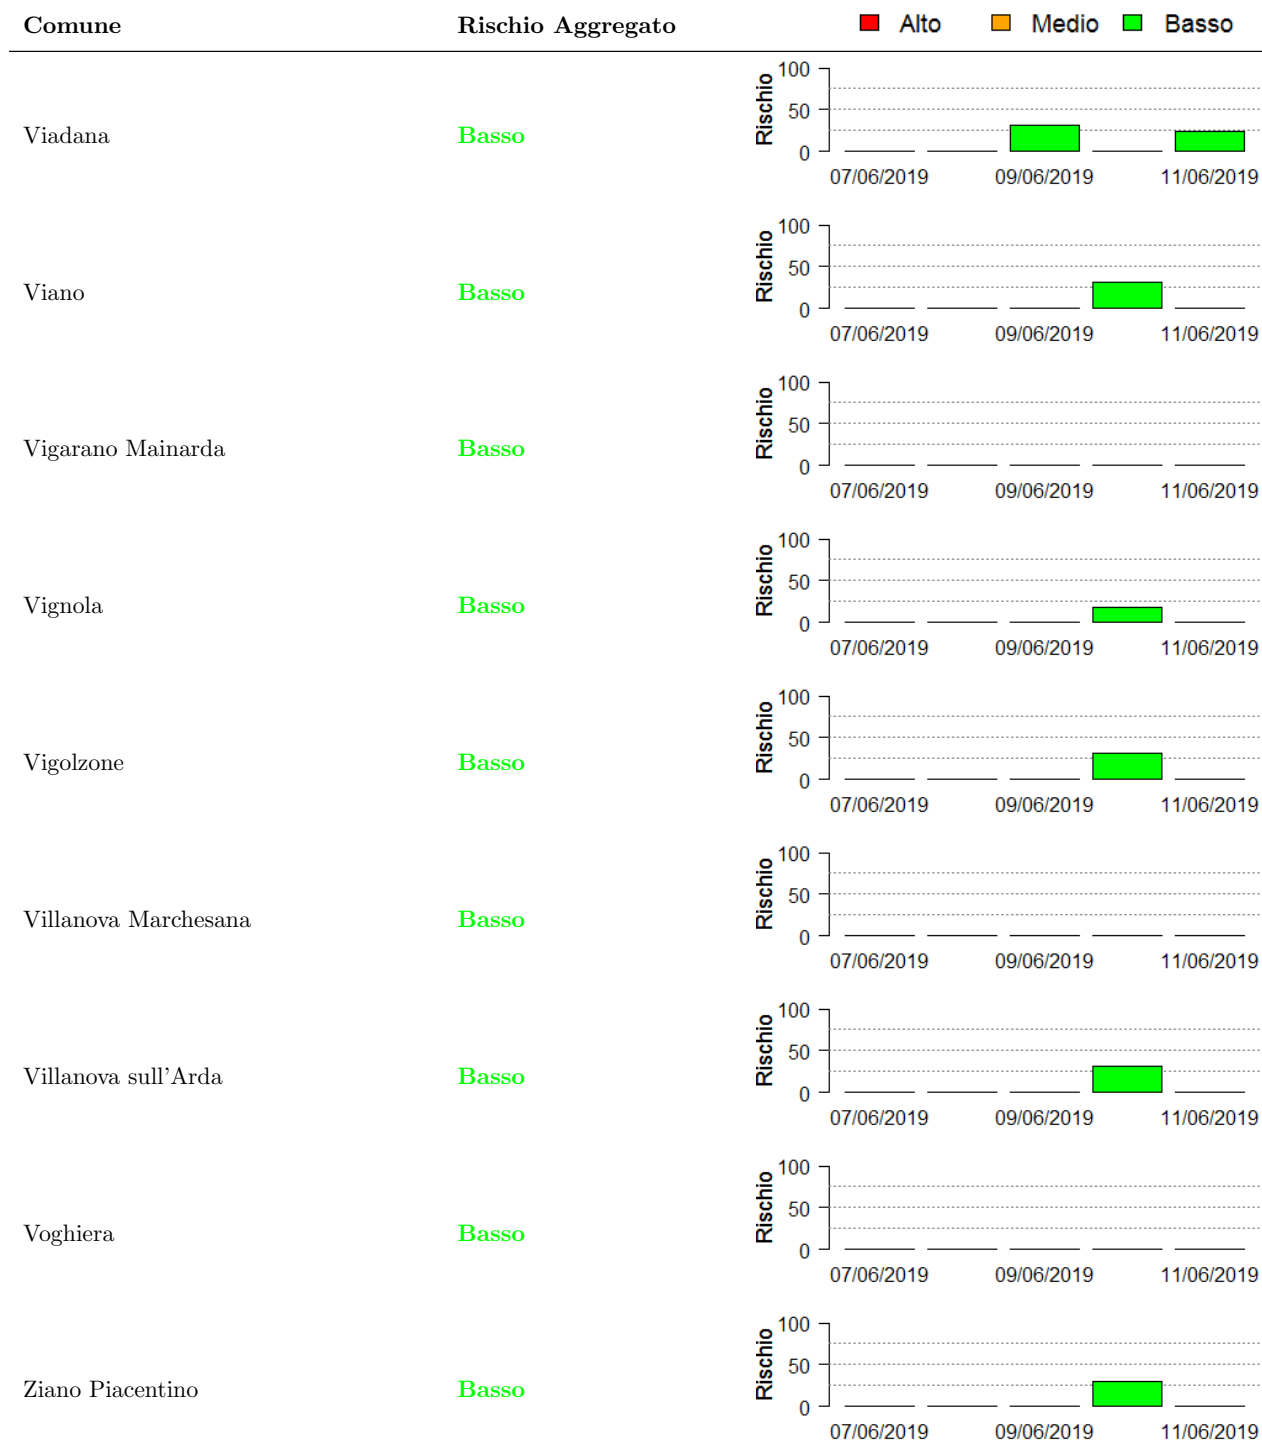 Comune Rischio Aggregato Alto Medio Basso
Viadana Basso Rischio 100 50 0
07/06/2019 09/06/2019 11/06/2019
Viano Basso Rischio 100 50 0
07/06/2019 09/06/2019 11/06/2019
Vigarano Mainarda Basso Rischio 100 50 0
07/06/2019 09/06/2019 11/06/2019
Vignola Basso Rischio 100 50 0
07/06/2019 09/06/2019 11/06/2019
Vigolzone Basso Rischio 100 50 0
07/06/2019 09/06/2019 11/06/2019
Villanova Marchesana Basso Rischio 100 50 0
07/06/2019 09/06/2019 11/06/2019
Villanova sull'Arda Basso Rischio 100 50 0
07/06/2019 09/06/2019 11/06/2019
Voghiera Basso Rischio 100 50 0
07/06/2019 09/06/2019 11/06/2019
Ziano Piacentino Basso Rischio 100 50 0
07/06/2019 09/06/2019 11/06/2019